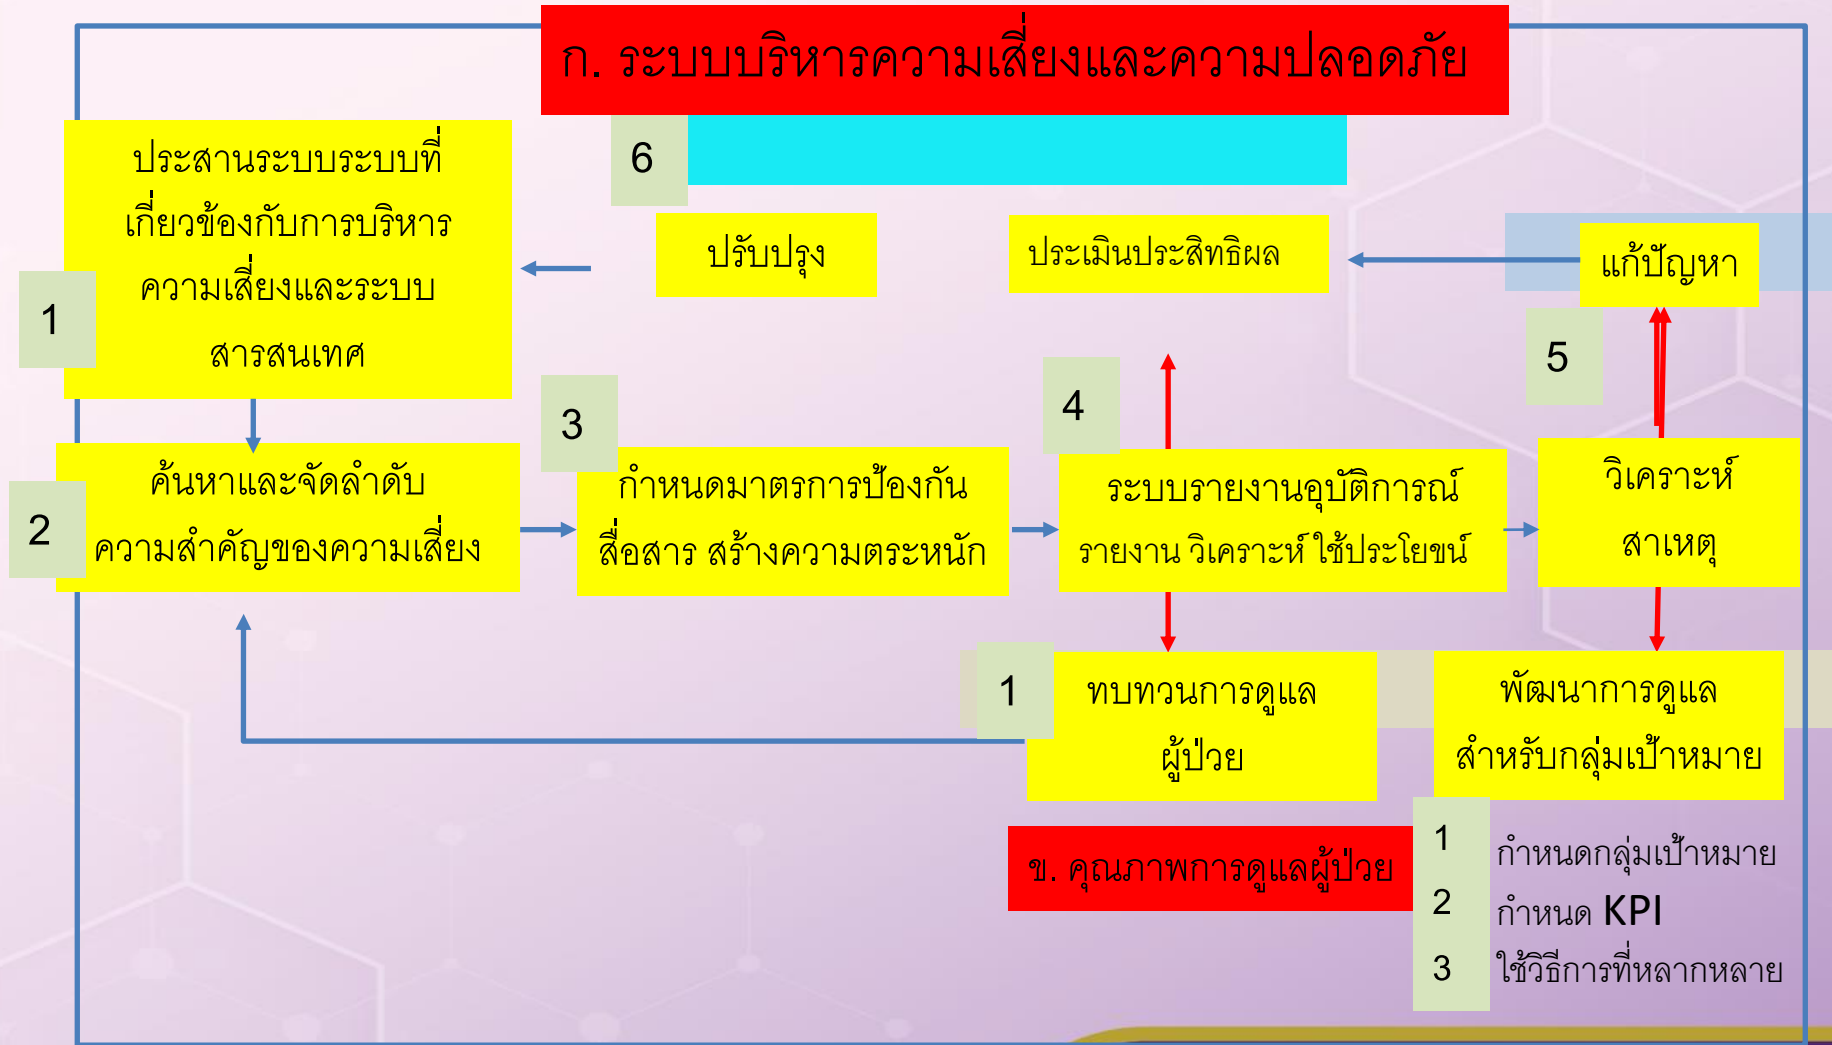 ก. ระบบบริหารความเสี่ยงและความปลอดภัย
ประสานระบบระบบที่
เกี่ยวข้องกับการบริหาร
ความเสี่ยงและระบบ
สารสนเทศ
1
6
ปรับปรุง
ประเมินประสิทธิผล
แก้ปัญหา
5
ค้นหาและจัดลำดับ
ความสำคัญของความเสี่ยง
2
3
กำหนดมาตรการป้องกัน
สื่อสาร สร้างความตระหนัก
4
ระบบรายงานอุบัติการณ์
รายงาน วิเคราะห์ ใช้ประโยขน์
วิเคราะห์
สาเหตุ
1
ทบทวนการดูแล
ผู้ป่วย
พัฒนาการดูแล
สำหรับกลุ่มเป้าหมาย
ข. คุณภาพการดูแลผู้ป่วย
1 กำหนดกลุ่มเป้าหมาย
2 กำหนด KPI
3 ใช้วิธีการที่หลากหลาย